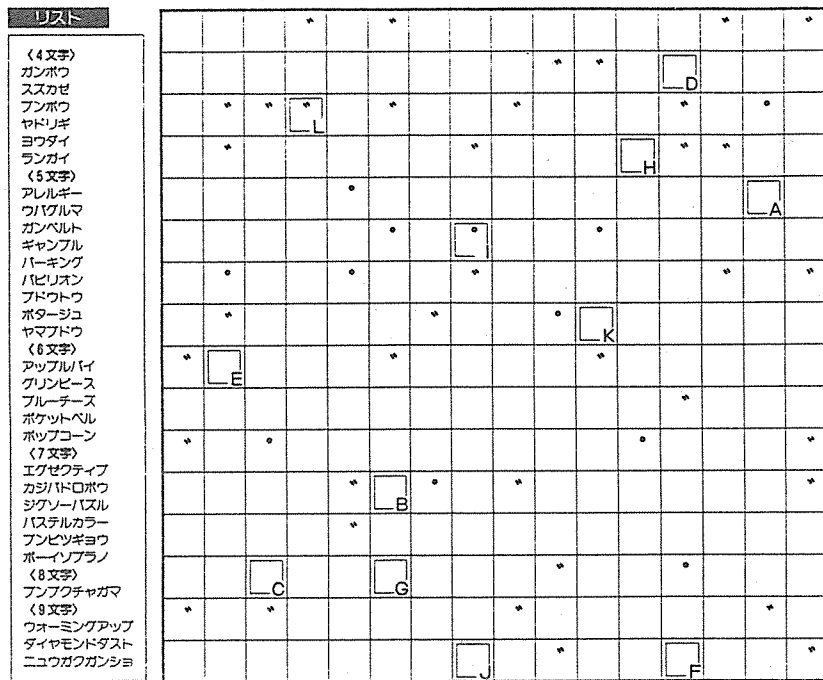 リスト
〈4文字〉
ガンボウ
スズカゼ
ブンボウ
ヤドリギ
ヨウダイ
ランガイ
〈5文字〉
アレルギー
ウバグルマ
ガンベルト
ギャンブル
パーキング
パビリオン
ブドウトウ
ポタージュ
ヤマブドウ
〈6文字〉
アップルパイ
グリンピース
ブルーチーズ
ポケットベル
ポップコーン
〈7文字〉
エグゼクティブ
カジバドロボウ
ジグソーパズル
パステルカラー
ブンピツギョウ
ボーイソプラノ
〈8文字〉
ブンブクチャガマ
〈9文字〉
ウォーミングアップ
ダイヤモンドダスト
ニュウガクガンショ
D
L
H
A
K
E
B
C
G
J
F